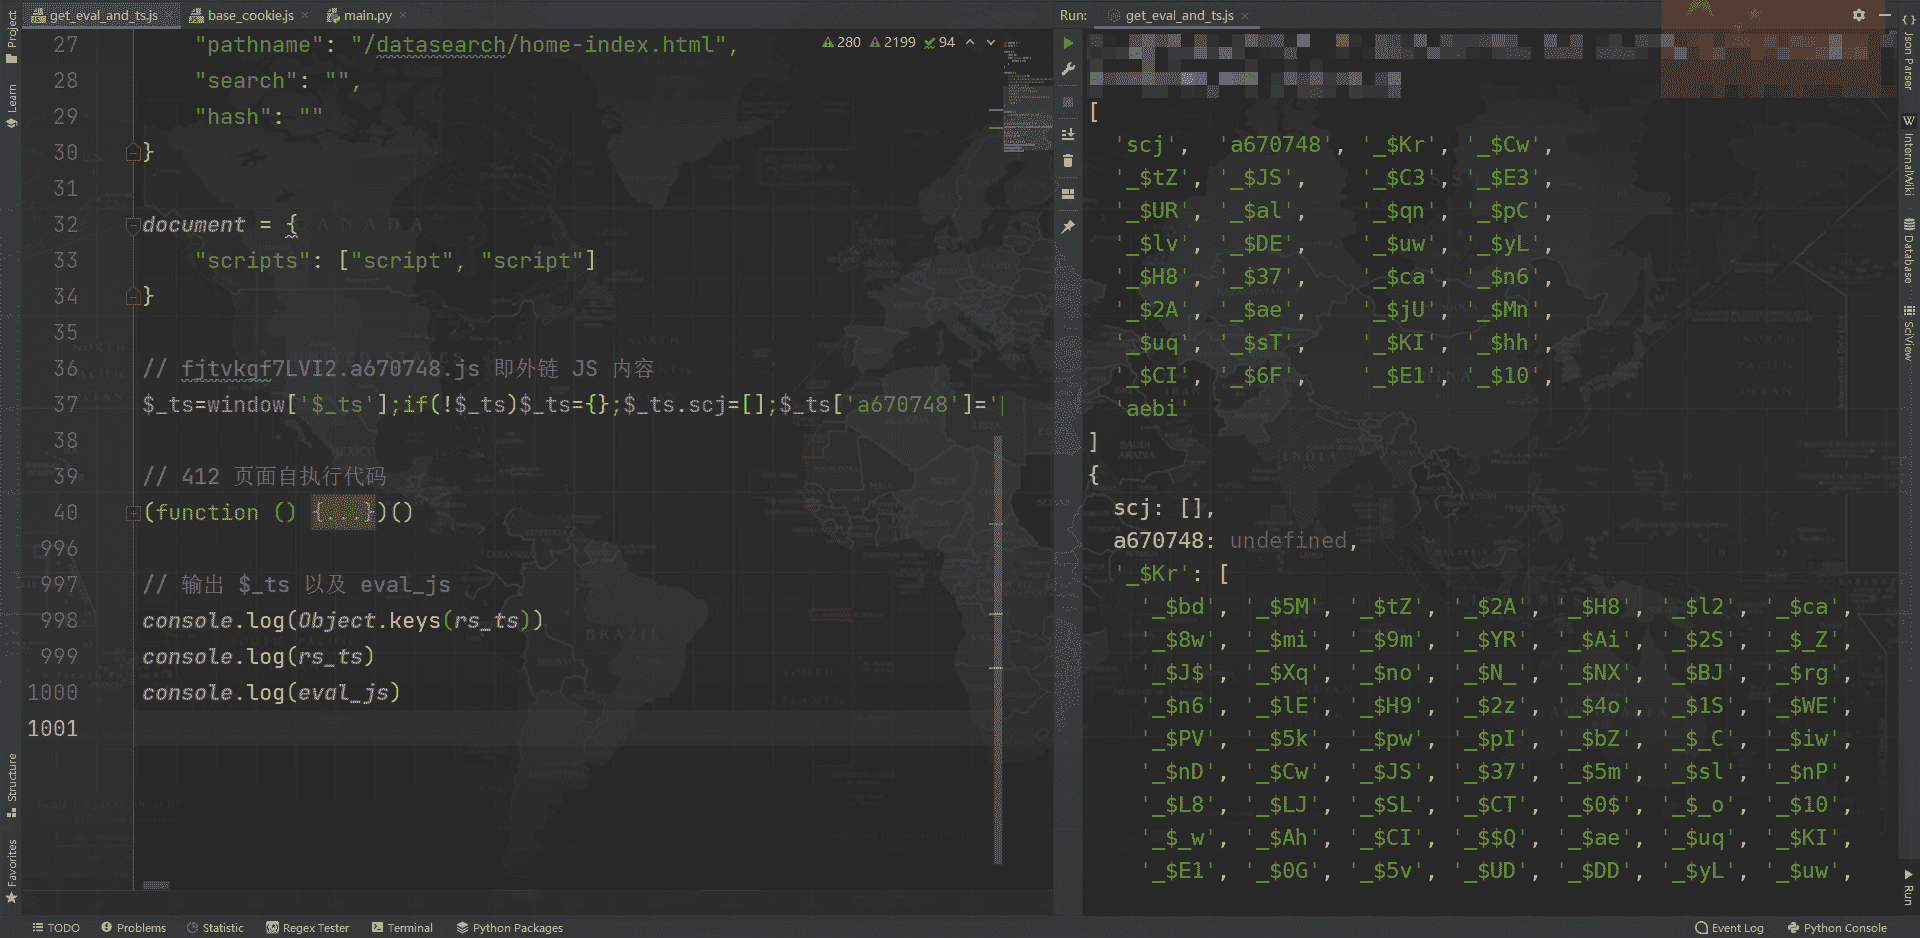 get_eval_and_ts.js
base_cookie.js
main.py
27 "pathname": "/datasearch/home-index.html",
280 2199 94
28 "search": "",
29 "hash": ""
30 }
31
32 document = {
33 "scripts": ["script", "script"]
34 }
35
36 // fjtvkgf7LVI2.a670748.js 即外链 JS 内容
37 $_ts=window['$_ts'];if(!$_ts)$_ts={};$_ts.scj=[];$_ts['a670748']='
38
39 // 412 页面自执行代码
40 (function () {...})()
996
997 // 输出 $_ts 以及 eval_js
998 console.log(Object.keys(rs_ts))
999 console.log(rs_ts)
1000 console.log(eval_js)
1001
Run: get_eval_and_ts.js
[
'scj', 'a670748', '_$Kr', '_$Cw',
'_$tZ', '_$JS', '_$C3', '_$E3',
'_$UR', '_$al', '_$qn', '_$pC',
'_$lv', '_$DE', '_$uw', '_$yL',
'_$H8', '_$37', '_$ca', '_$n6',
'_$2A', '_$ae', '_$jU', '_$Mn',
'_$uq', '_$sT', '_$KI', '_$hh',
'_$CI', '_$6F', '_$E1', '_$10',
'aebi'
]
{
scj: [],
a670748: undefined,
'_$Kr': [
'_$bd', '_$5M', '_$tZ', '_$2A', '_$H8', '_$l2', '_$ca',
'_$8w', '_$mi', '_$9m', '_$YR', '_$Ai', '_$2S', '_$_Z',
'_$J$', '_$Xq', '_$no', '_$N_', '_$NX', '_$BJ', '_$rg',
'_$n6', '_$lE', '_$H9', '_$2z', '_$4o', '_$1S', '_$WE',
'_$PV', '_$5k', '_$pw', '_$pI', '_$bZ', '_$_C', '_$iw',
'_$nD', '_$Cw', '_$JS', '_$37', '_$5m', '_$sl', '_$nP',
'_$L8', '_$LJ', '_$SL', '_$CT', '_$0$', '_$_o', '_$10',
'_$_w', '_$Ah', '_$CI', '_$$Q', '_$ae', '_$uq', '_$KI',
'_$E1', '_$0G', '_$5v', '_$UD', '_$DD', '_$yL', '_$uw',
Project
Learn
Structure
Favorites
Json Parser
InternalWiki
Database
SciView
Run
TODO
Problems
Statistic
Regex Tester
Terminal
Python Packages
Event Log
Python Console